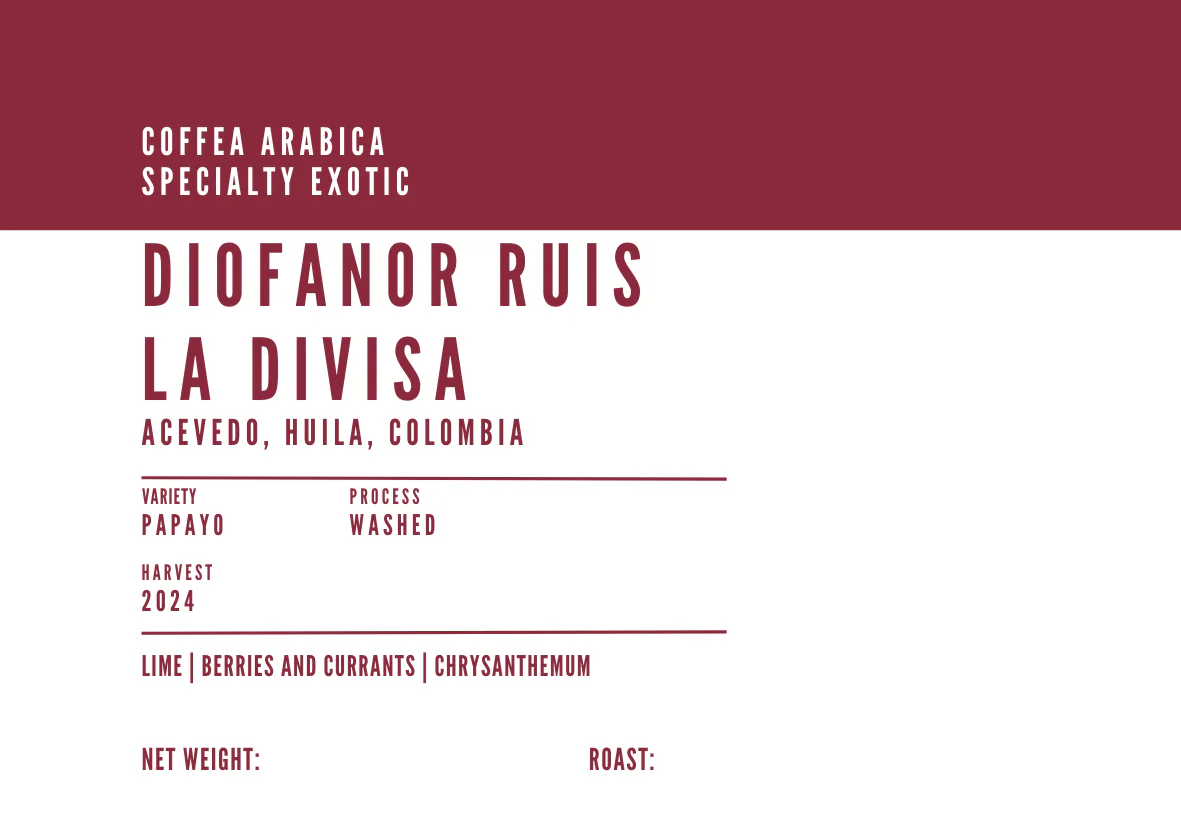 COFFEA ARABICA
SPECIALTY EXOTIC
DIOFANOR RUIS
LA DIVISA
ACEVEDO, HUILA, COLOMBIA
VARIETY PROCESS
PAPAYO WASHED
HARVEST
2024
LIME | BERRIES AND CURRANTS | CHRYSANTHEMUM
NET WEIGHT: ROAST: